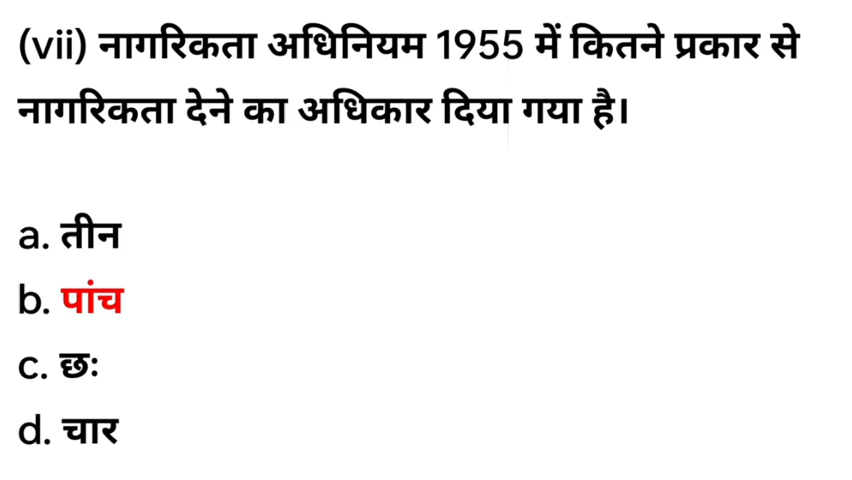 (vii) नागरिकता अधिनियम 1955 में कितने प्रकार से
नागरिकता देने का अधिकार दिया गया है।
a. तीन
b. पांच
c. छः
d. चार